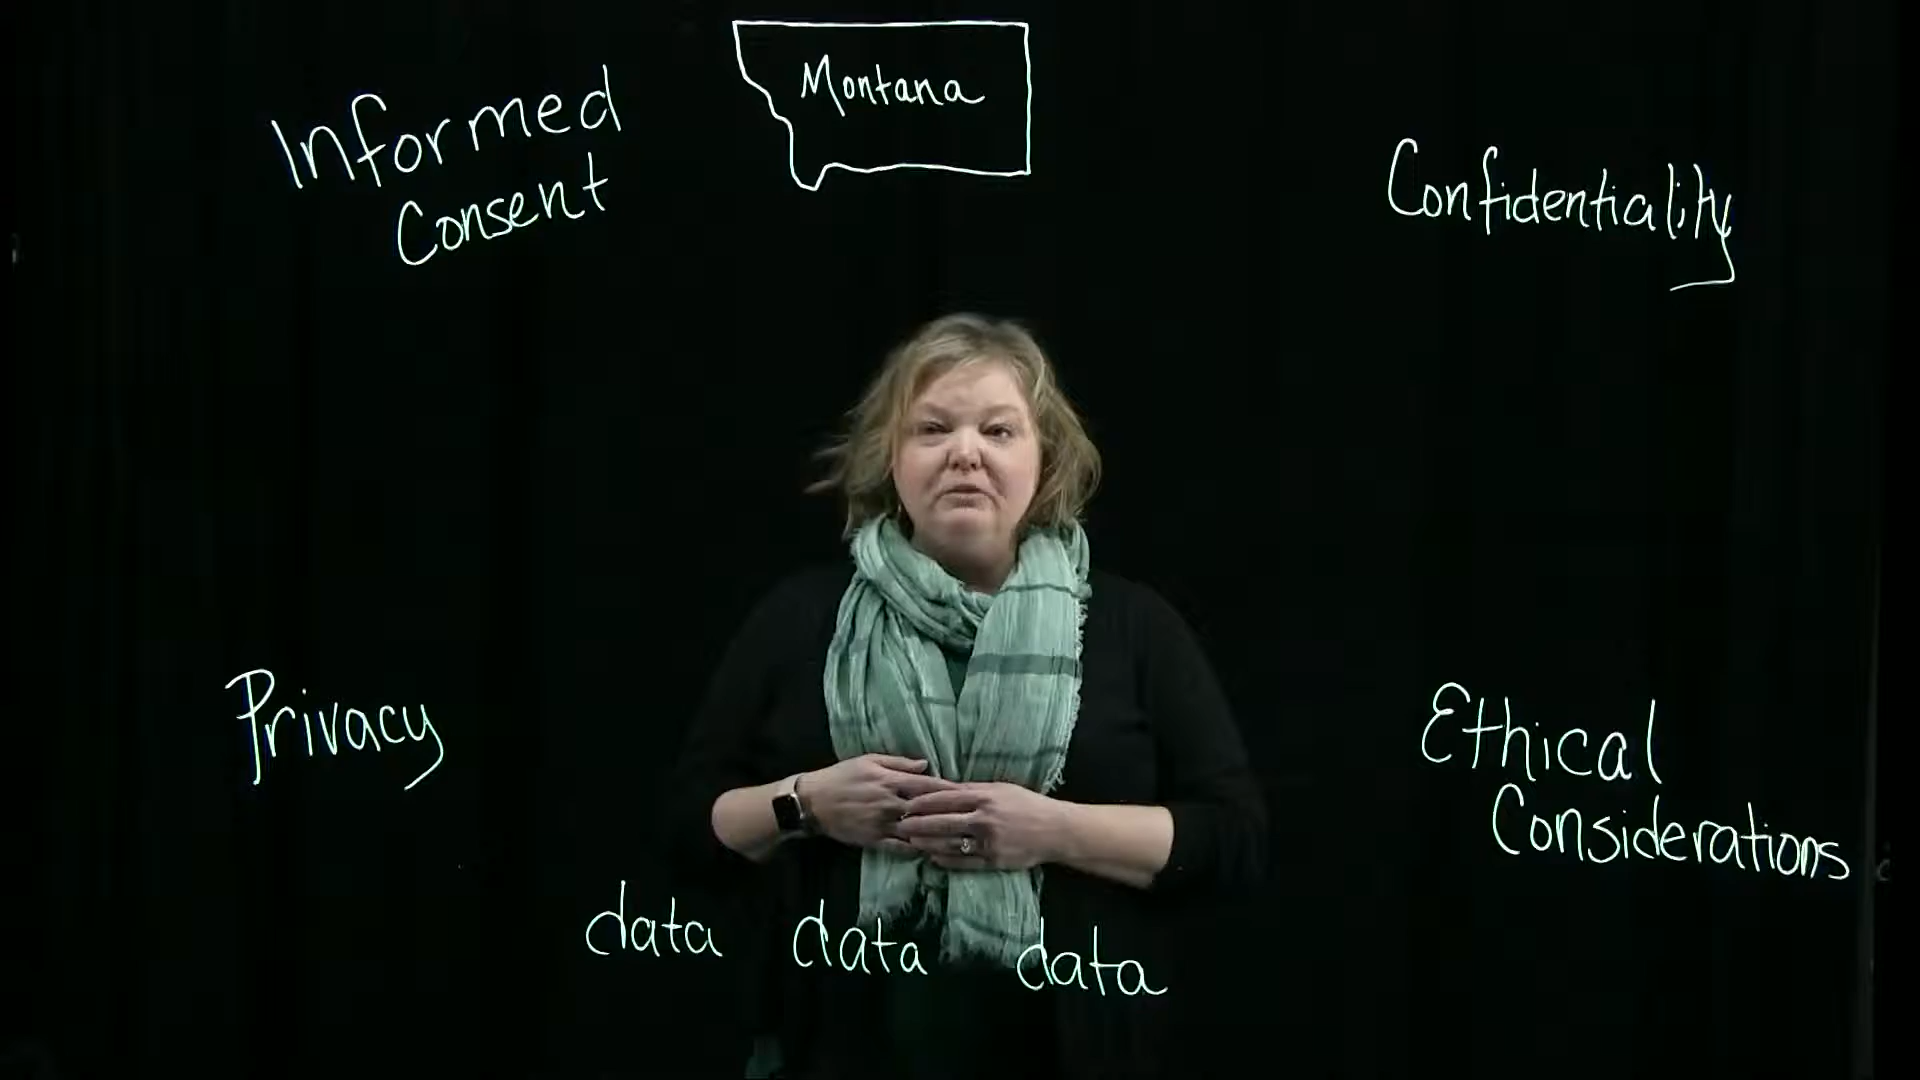 Montana
Informed
Consent
Confidentiality
Privacy
Ethical
Considerations
data data data